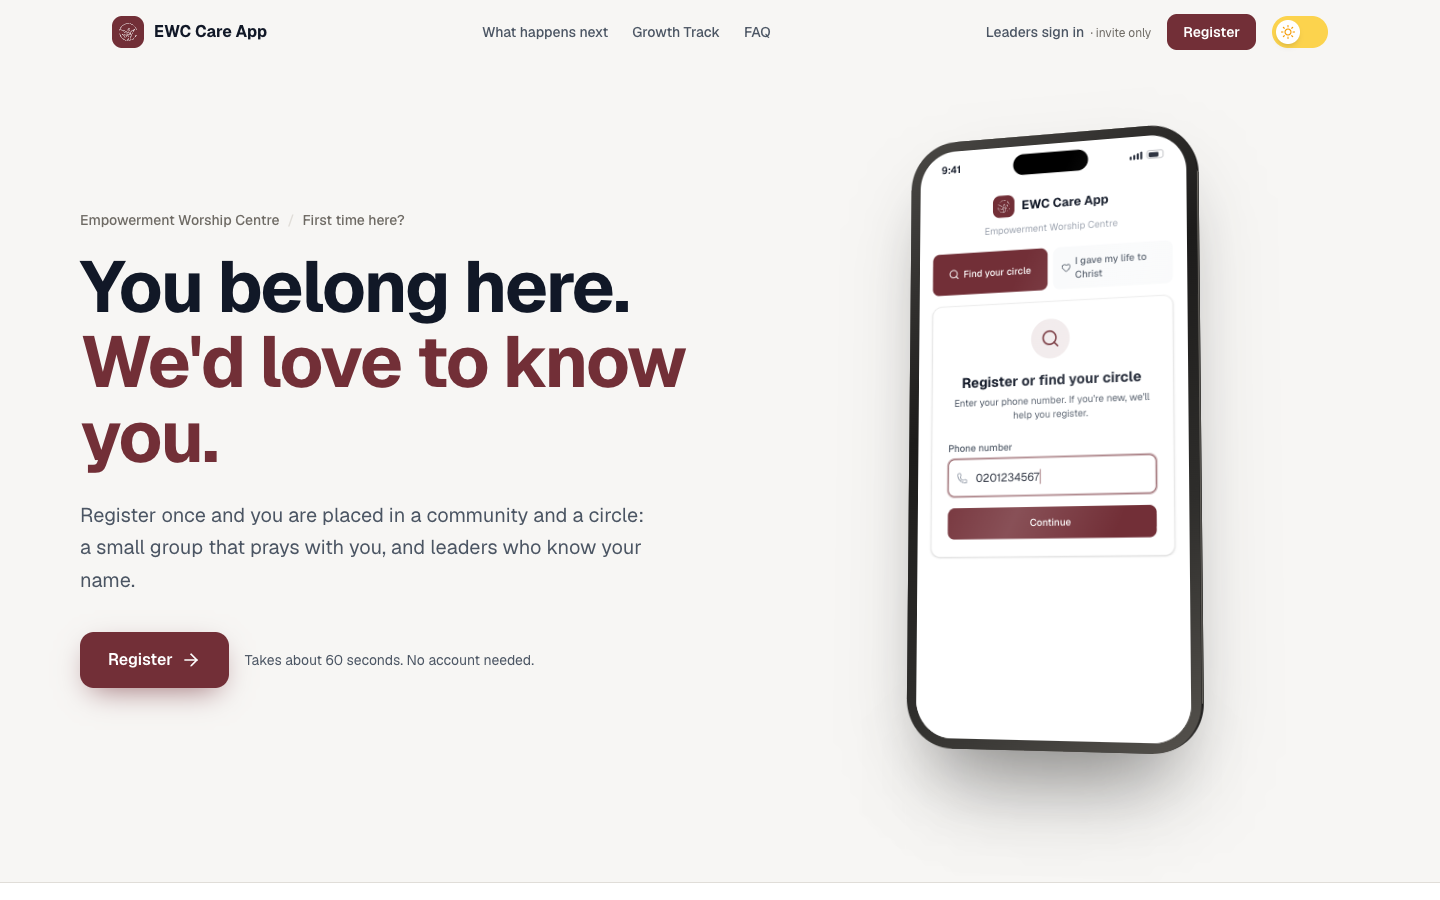 EWC Care App
What happens next
Growth Track
FAQ
Leaders sign in · invite only
Register
Empowerment Worship Centre / First time here?
You belong here.
We'd love to know
you.
Register once and you are placed in a community and a circle:
a small group that prays with you, and leaders who know your
name.
Register →
Takes about 60 seconds. No account needed.
9:41
EWC Care App
Empowerment Worship Centre
Find your circle
I gave my life to
Christ
Register or find your circle
Enter your phone number. If you're new, we'll
help you register.
Phone number
0201234567
Continue